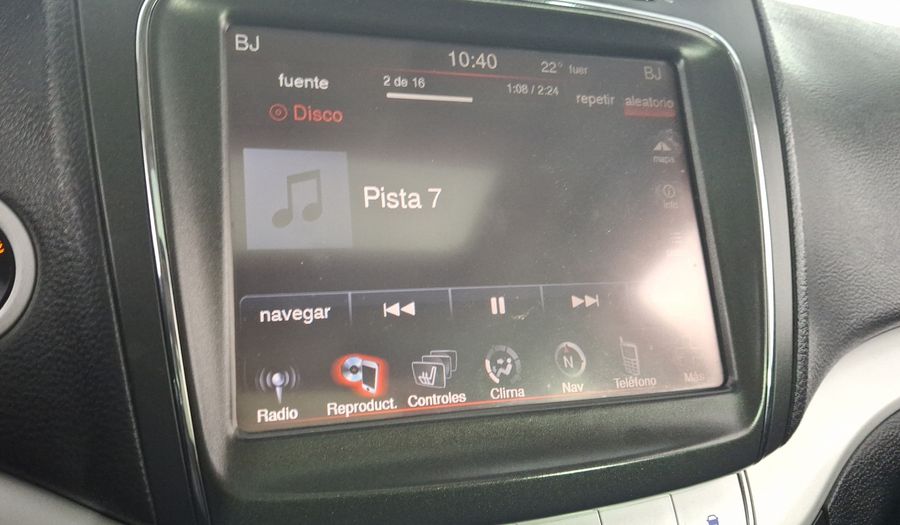 BJ
10:40
22° fuer
BJ
fuente
2 de 16
1:08 / 2:24
repetir
aleatorio
Disco
mapa
info
Pista 7
navegar
Radio
Reproduct.
Controles
Clima
N
Nav
Teléfono
Más